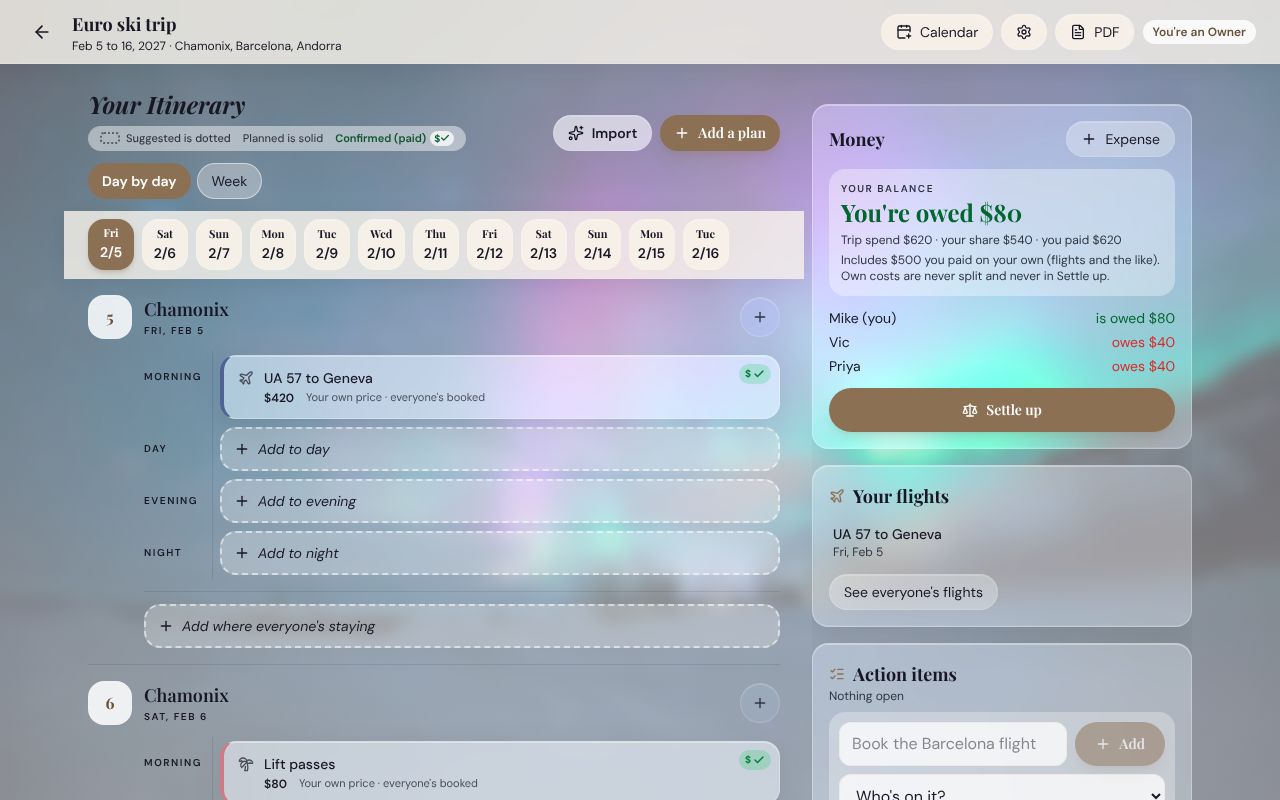 Euro ski trip
Feb 5 to 16, 2027 · Chamonix, Barcelona, Andorra
Calendar
PDF
You're an Owner
Your Itinerary
Suggested is dotted Planned is solid Confirmed (paid) $✓
Import
Add a plan
Day by day
Week
Fri 2/5
Sat 2/6
Sun 2/7
Mon 2/8
Tue 2/9
Wed 2/10
Thu 2/11
Fri 2/12
Sat 2/13
Sun 2/14
Mon 2/15
Tue 2/16
5
Chamonix
FRI, FEB 5
MORNING
UA 57 to Geneva
$420 Your own price · everyone's booked
$✓
DAY
Add to day
EVENING
Add to evening
NIGHT
Add to night
Add where everyone's staying
6
Chamonix
SAT, FEB 6
MORNING
Lift passes
$80 Your own price · everyone's booked
$✓
Money
Expense
YOUR BALANCE
You're owed $80
Trip spend $620 · your share $540 · you paid $620
Includes $500 you paid on your own (flights and the like).
Own costs are never split and never in Settle up.
Mike (you) is owed $80
Vic owes $40
Priya owes $40
Settle up
Your flights
UA 57 to Geneva
Fri, Feb 5
See everyone's flights
Action items
Nothing open
Book the Barcelona flight
Add
Who's on it?